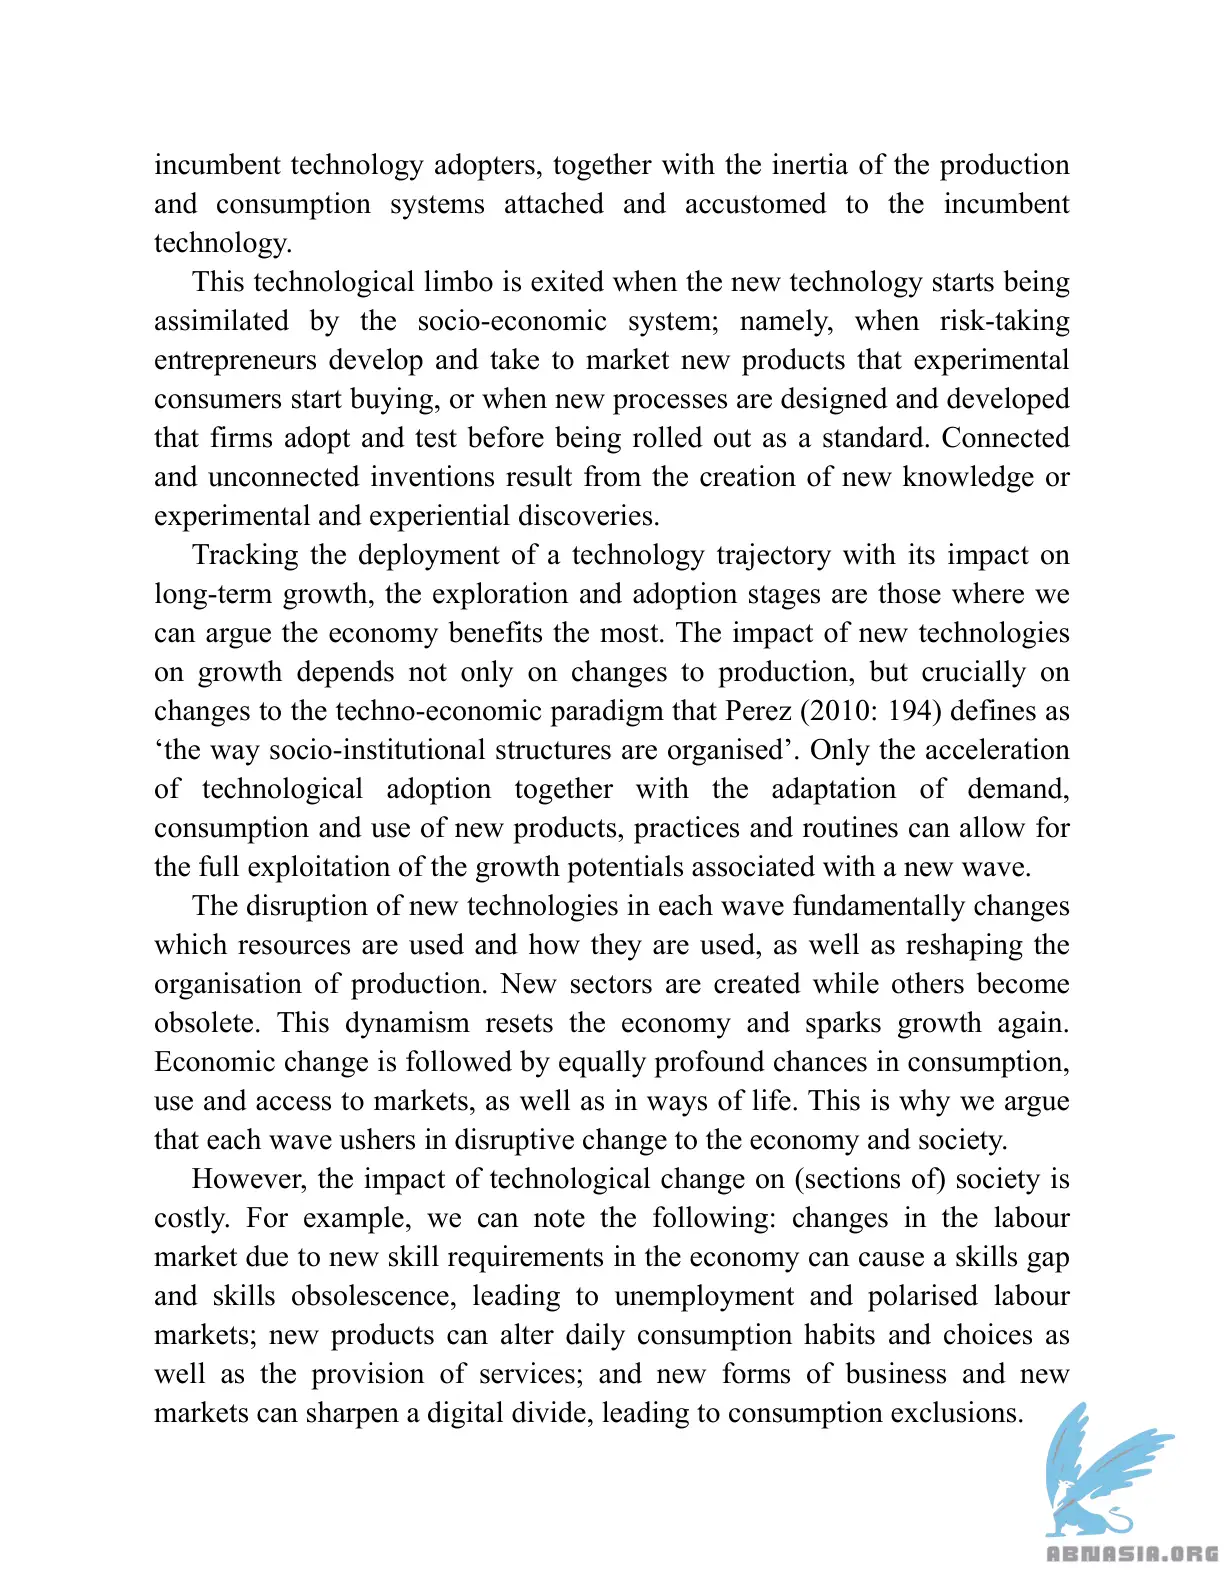 incumbent technology adopters, together with the inertia of the production
and consumption systems attached and accustomed to the incumbent
technology.
This technological limbo is exited when the new technology starts being
assimilated by the socio-economic system; namely, when risk-taking
entrepreneurs develop and take to market new products that experimental
consumers start buying, or when new processes are designed and developed
that firms adopt and test before being rolled out as a standard. Connected
and unconnected inventions result from the creation of new knowledge or
experimental and experiential discoveries.
Tracking the deployment of a technology trajectory with its impact on
long-term growth, the exploration and adoption stages are those where we
can argue the economy benefits the most. The impact of new technologies
on growth depends not only on changes to production, but crucially on
changes to the techno-economic paradigm that Perez (2010: 194) defines as
‘the way socio-institutional structures are organised’. Only the acceleration
of technological adoption together with the adaptation of demand,
consumption and use of new products, practices and routines can allow for
the full exploitation of the growth potentials associated with a new wave.
The disruption of new technologies in each wave fundamentally changes
which resources are used and how they are used, as well as reshaping the
organisation of production. New sectors are created while others become
obsolete. This dynamism resets the economy and sparks growth again.
Economic change is followed by equally profound chances in consumption,
use and access to markets, as well as in ways of life. This is why we argue
that each wave ushers in disruptive change to the economy and society.
However, the impact of technological change on (sections of) society is
costly. For example, we can note the following: changes in the labour
market due to new skill requirements in the economy can cause a skills gap
and skills obsolescence, leading to unemployment and polarised labour
markets; new products can alter daily consumption habits and choices as
well as the provision of services; and new forms of business and new
markets can sharpen a digital divide, leading to consumption exclusions.
ABNASIA.ORG